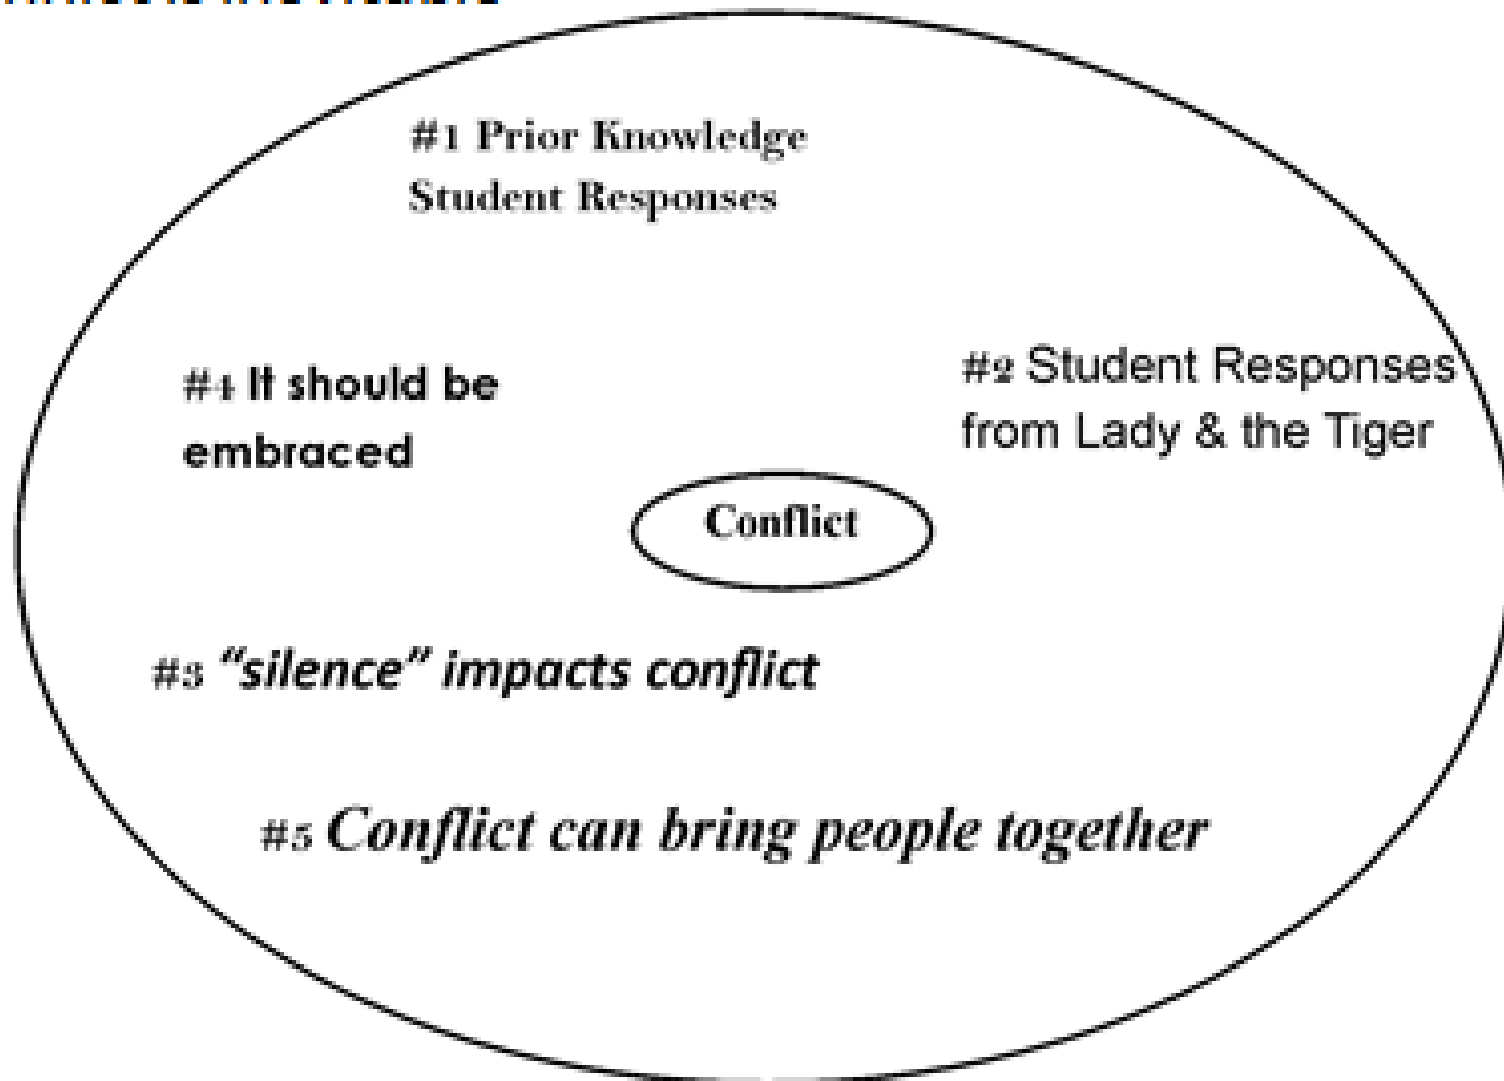 #1 Prior Knowledge
Student Responses
#2 Student Responses
from Lady & the Tiger
#4 It should be
embraced
Conflict
#3 “silence” impacts conflict
#5 Conflict can bring people together